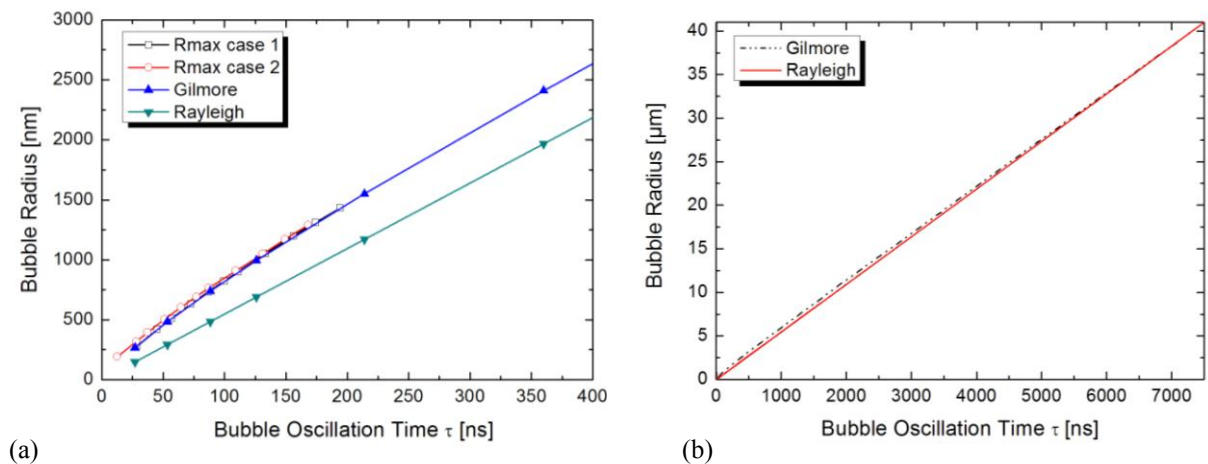 3000
2500
2000
1500
1000
500
0
Bubble Radius [nm]
Rmax case 1
Rmax case 2
Gilmore
Rayleigh
0 50 100 150 200 250 300 350 400
Bubble Oscillation Time τ [ns]
(a)
40
35
30
25
20
15
10
5
0
Bubble Radius [µm]
Gilmore
Rayleigh
0 1000 2000 3000 4000 5000 6000 7000
Bubble Oscillation Time τ [ns]
(b)